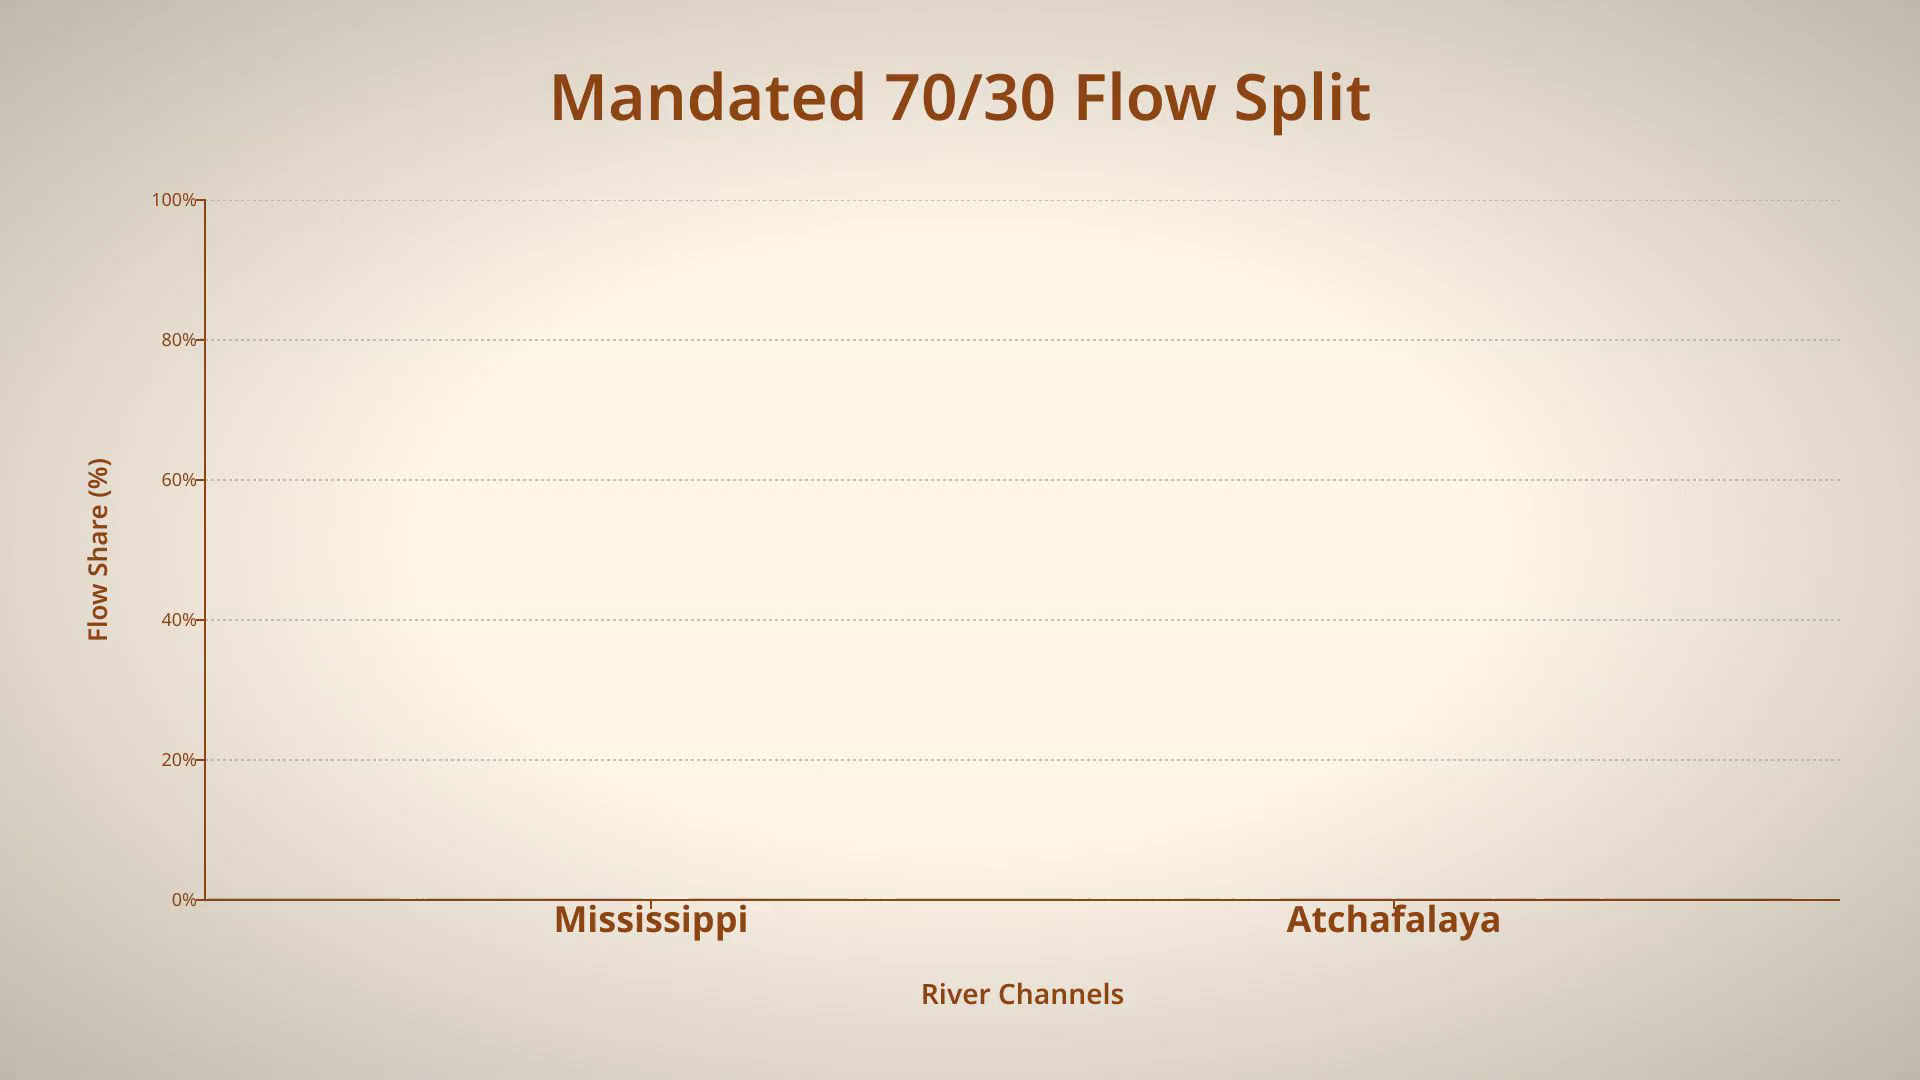 Mandated 70/30 Flow Split
100%
80%
60%
40%
20%
0%
Flow Share (%)
Mississippi
Atchafalaya
River Channels